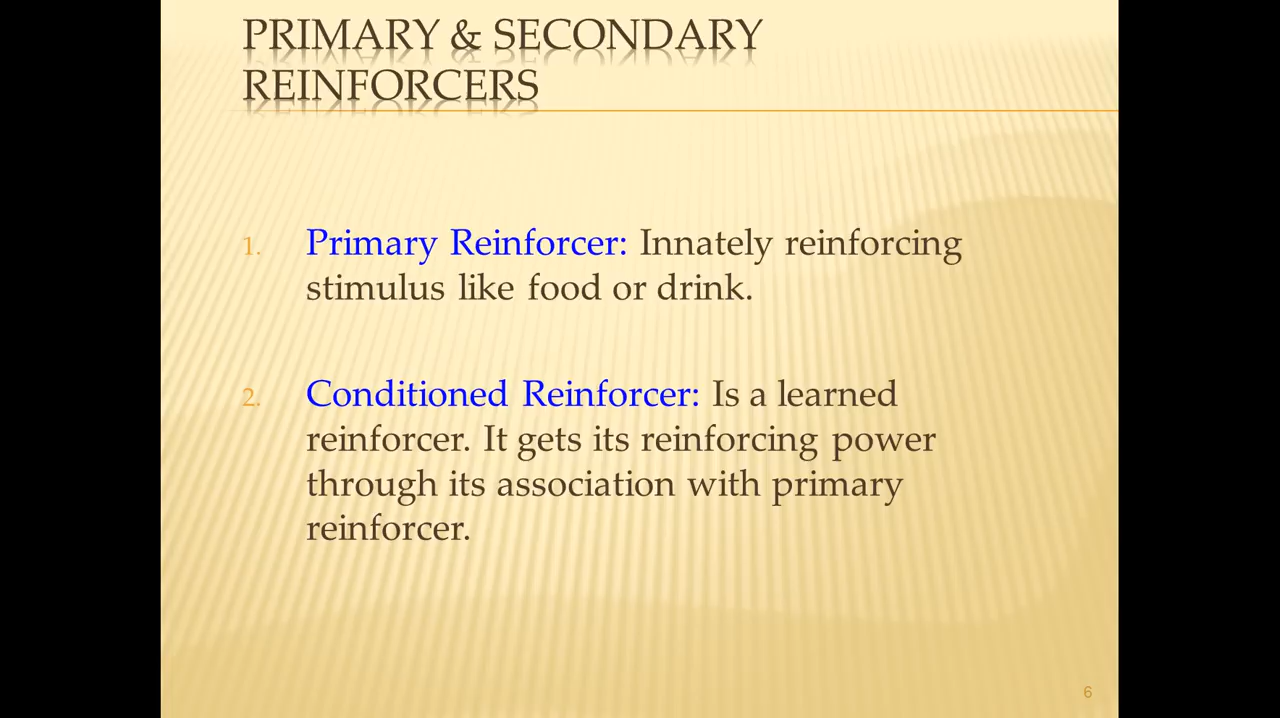 PRIMARY & SECONDARY
REINFORCERS
1. Primary Reinforcer: Innately reinforcing
stimulus like food or drink.
2. Conditioned Reinforcer: Is a learned
reinforcer. It gets its reinforcing power
through its association with primary
reinforcer.
6